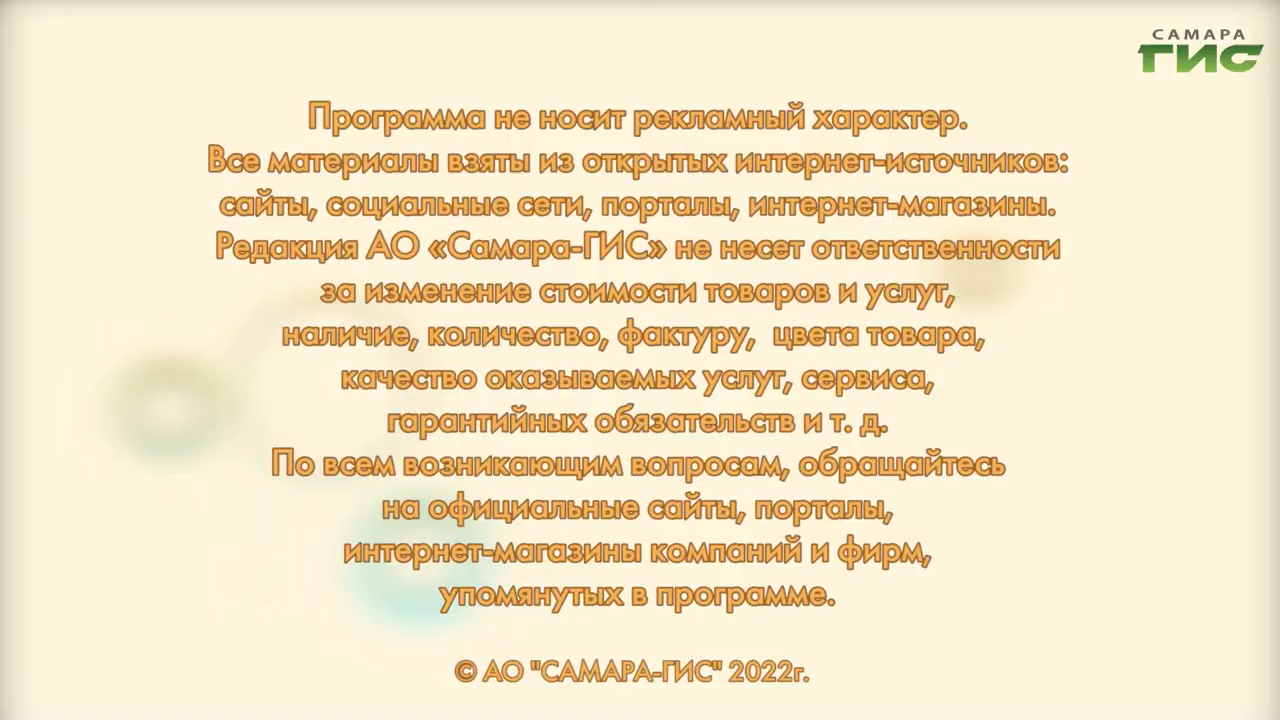 САМАРА
ГИС
Программа не носит рекламный характер.
Все материалы взяты из открытых интернет-источников:
сайты, социальные сети, порталы, интернет-магазины.
Редакция АО «Самара-ГИС» не несет ответственности
за изменение стоимости товаров и услуг,
наличие, количество, фактуру, цвета товара,
качество оказываемых услуг, сервиса,
гарантийных обязательств и т. д.
По всем возникающим вопросам, обращайтесь
на официальные сайты, порталы,
интернет-магазины компаний и фирм,
упомянутых в программе.
© АО "САМАРА-ГИС" 2022г.